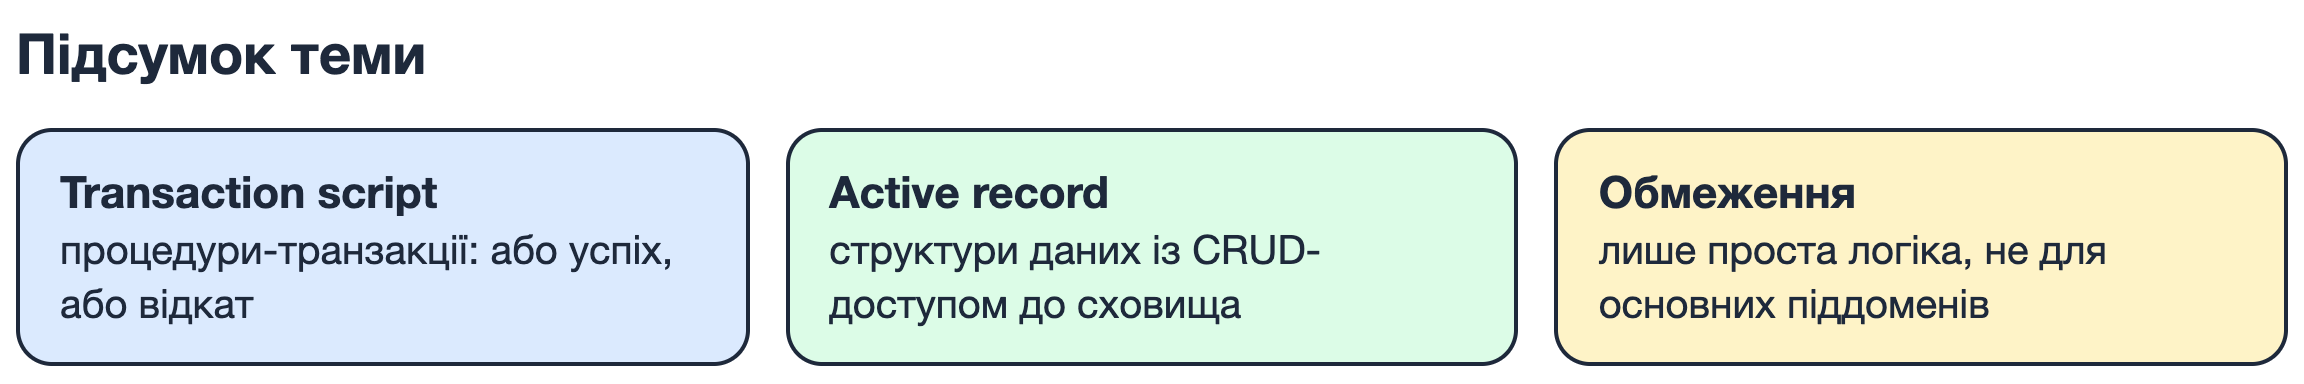 Підсумок теми
Transaction script
процедури-транзакції: або успіх,
або відкат
Active record
структури даних із CRUD-
доступом до сховища
Обмеження
лише проста логіка, не для
основних піддоменів